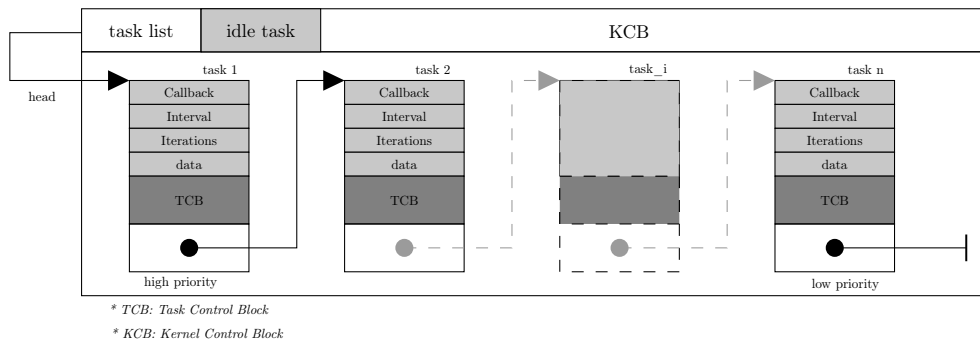 task list
idle task
KCB
task 1
task 2
task_i
task n
head
Callback
Callback
Callback
Interval
Interval
Interval
Iterations
Iterations
Iterations
data
data
data
TCB
TCB
TCB
high priority
low priority
* TCB: Task Control Block
* KCB: Kernel Control Block